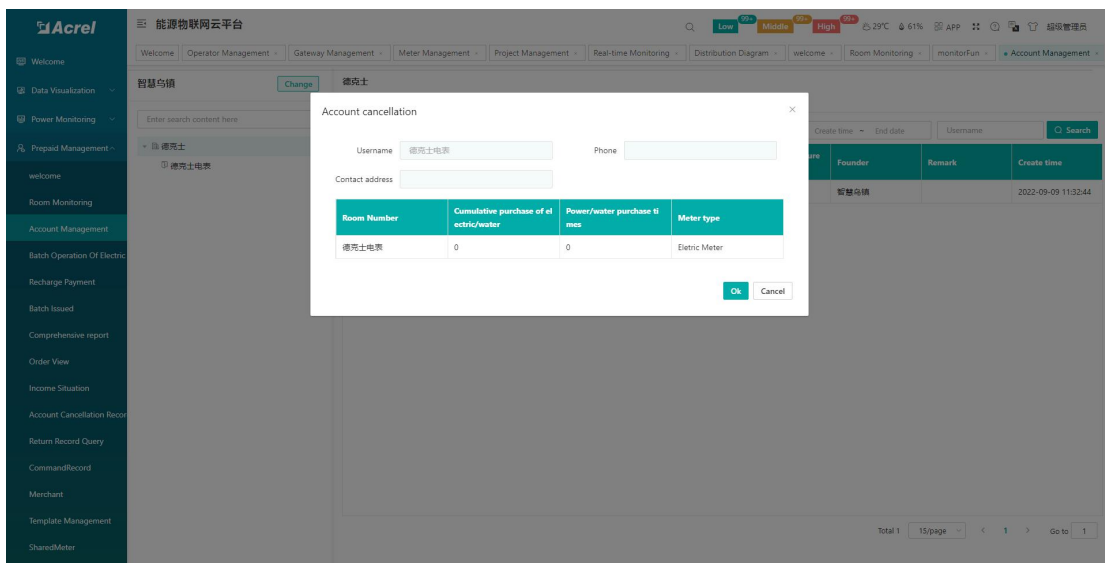 Acrel
能源物联网云平台
Low 99+ Middle 99+ High 99+ 29℃ 61% APP 超级管理员
Welcome Operator Management Gateway Management Meter Management Project Management Real-time Monitoring Distribution Diagram welcome Room Monitoring monitorFun Account Management
Welcome
Data Visualization
Power Monitoring
Prepaid Management
welcome
Room Monitoring
Account Management
Batch Operation Of Electric
Recharge Payment
Batch Issued
Comprehensive report
Order View
Income Situation
Account Cancellation Recor
Return Record Query
CommandRecord
Merchant
Template Management
SharedMeter
智慧乌镇 Change
Enter search content here
德克士
德克士电表
德克士
Create time ~ End date Username Search
ure Founder Remark Create time
智慧乌镇 2022-09-09 11:32:44
Account cancellation
Username 德克士电表 Phone
Contact address
Room Number Cumulative purchase of el Power/water purchase ti Meter type
ectric/water mes
德克士电表 0 0 Eletric Meter
Ok Cancel
Total 1 15/page 1 Go to 1